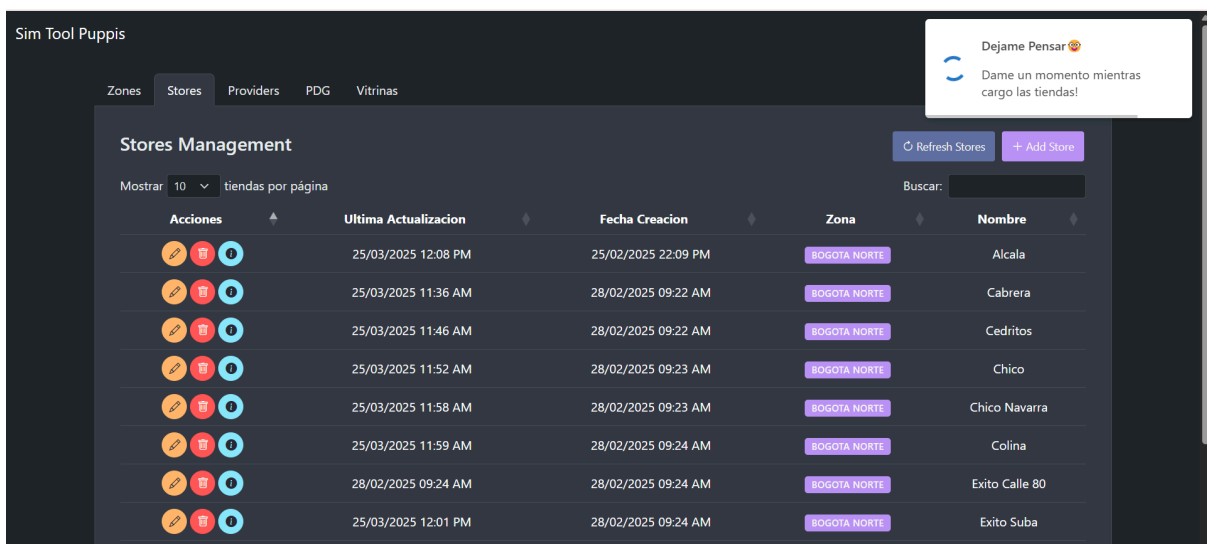 Sim Tool Puppis
Dejame Pensar🤓
Dame un momento mientras
cargo las tiendas!
Zones Stores Providers PDG Vitrinas
Stores Management
Refresh Stores
+ Add Store
Mostrar 10 tiendas por página
Buscar:
Acciones Ultima Actualizacion Fecha Creacion Zona Nombre
25/03/2025 12:08 PM 25/02/2025 22:09 PM BOGOTA NORTE Alcala
25/03/2025 11:36 AM 28/02/2025 09:22 AM BOGOTA NORTE Cabrera
25/03/2025 11:46 AM 28/02/2025 09:22 AM BOGOTA NORTE Cedritos
25/03/2025 11:52 AM 28/02/2025 09:23 AM BOGOTA NORTE Chico
25/03/2025 11:58 AM 28/02/2025 09:23 AM BOGOTA NORTE Chico Navarra
25/03/2025 11:59 AM 28/02/2025 09:24 AM BOGOTA NORTE Colina
28/02/2025 09:24 AM 28/02/2025 09:24 AM BOGOTA NORTE Exito Calle 80
25/03/2025 12:01 PM 28/02/2025 09:24 AM BOGOTA NORTE Exito Suba